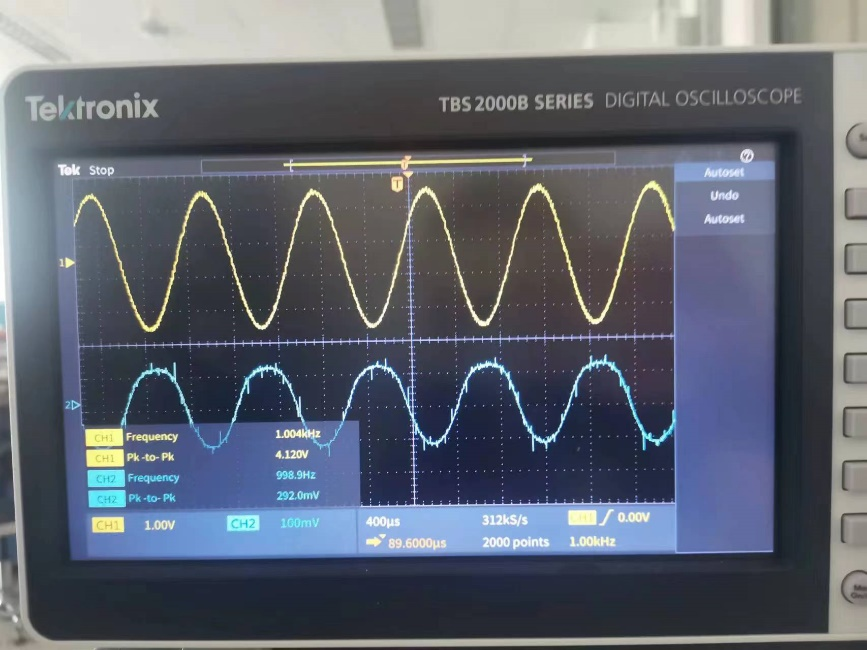 Tektronix
TBS 2000B SERIES DIGITAL OSCILLOSCOPE
Tek Stop
Autoset
Undo
Autoset
T
1
2
CH1 Frequency 1.004kHz
CH1 Pk-to-Pk 4.120V
CH2 Frequency 998.9Hz
CH2 Pk-to-Pk 292.0mV
CH1 1.00V CH2 100mV 400µs 312kS/s CH1 0.00V
89.6000µs 2000 points 1.00kHz